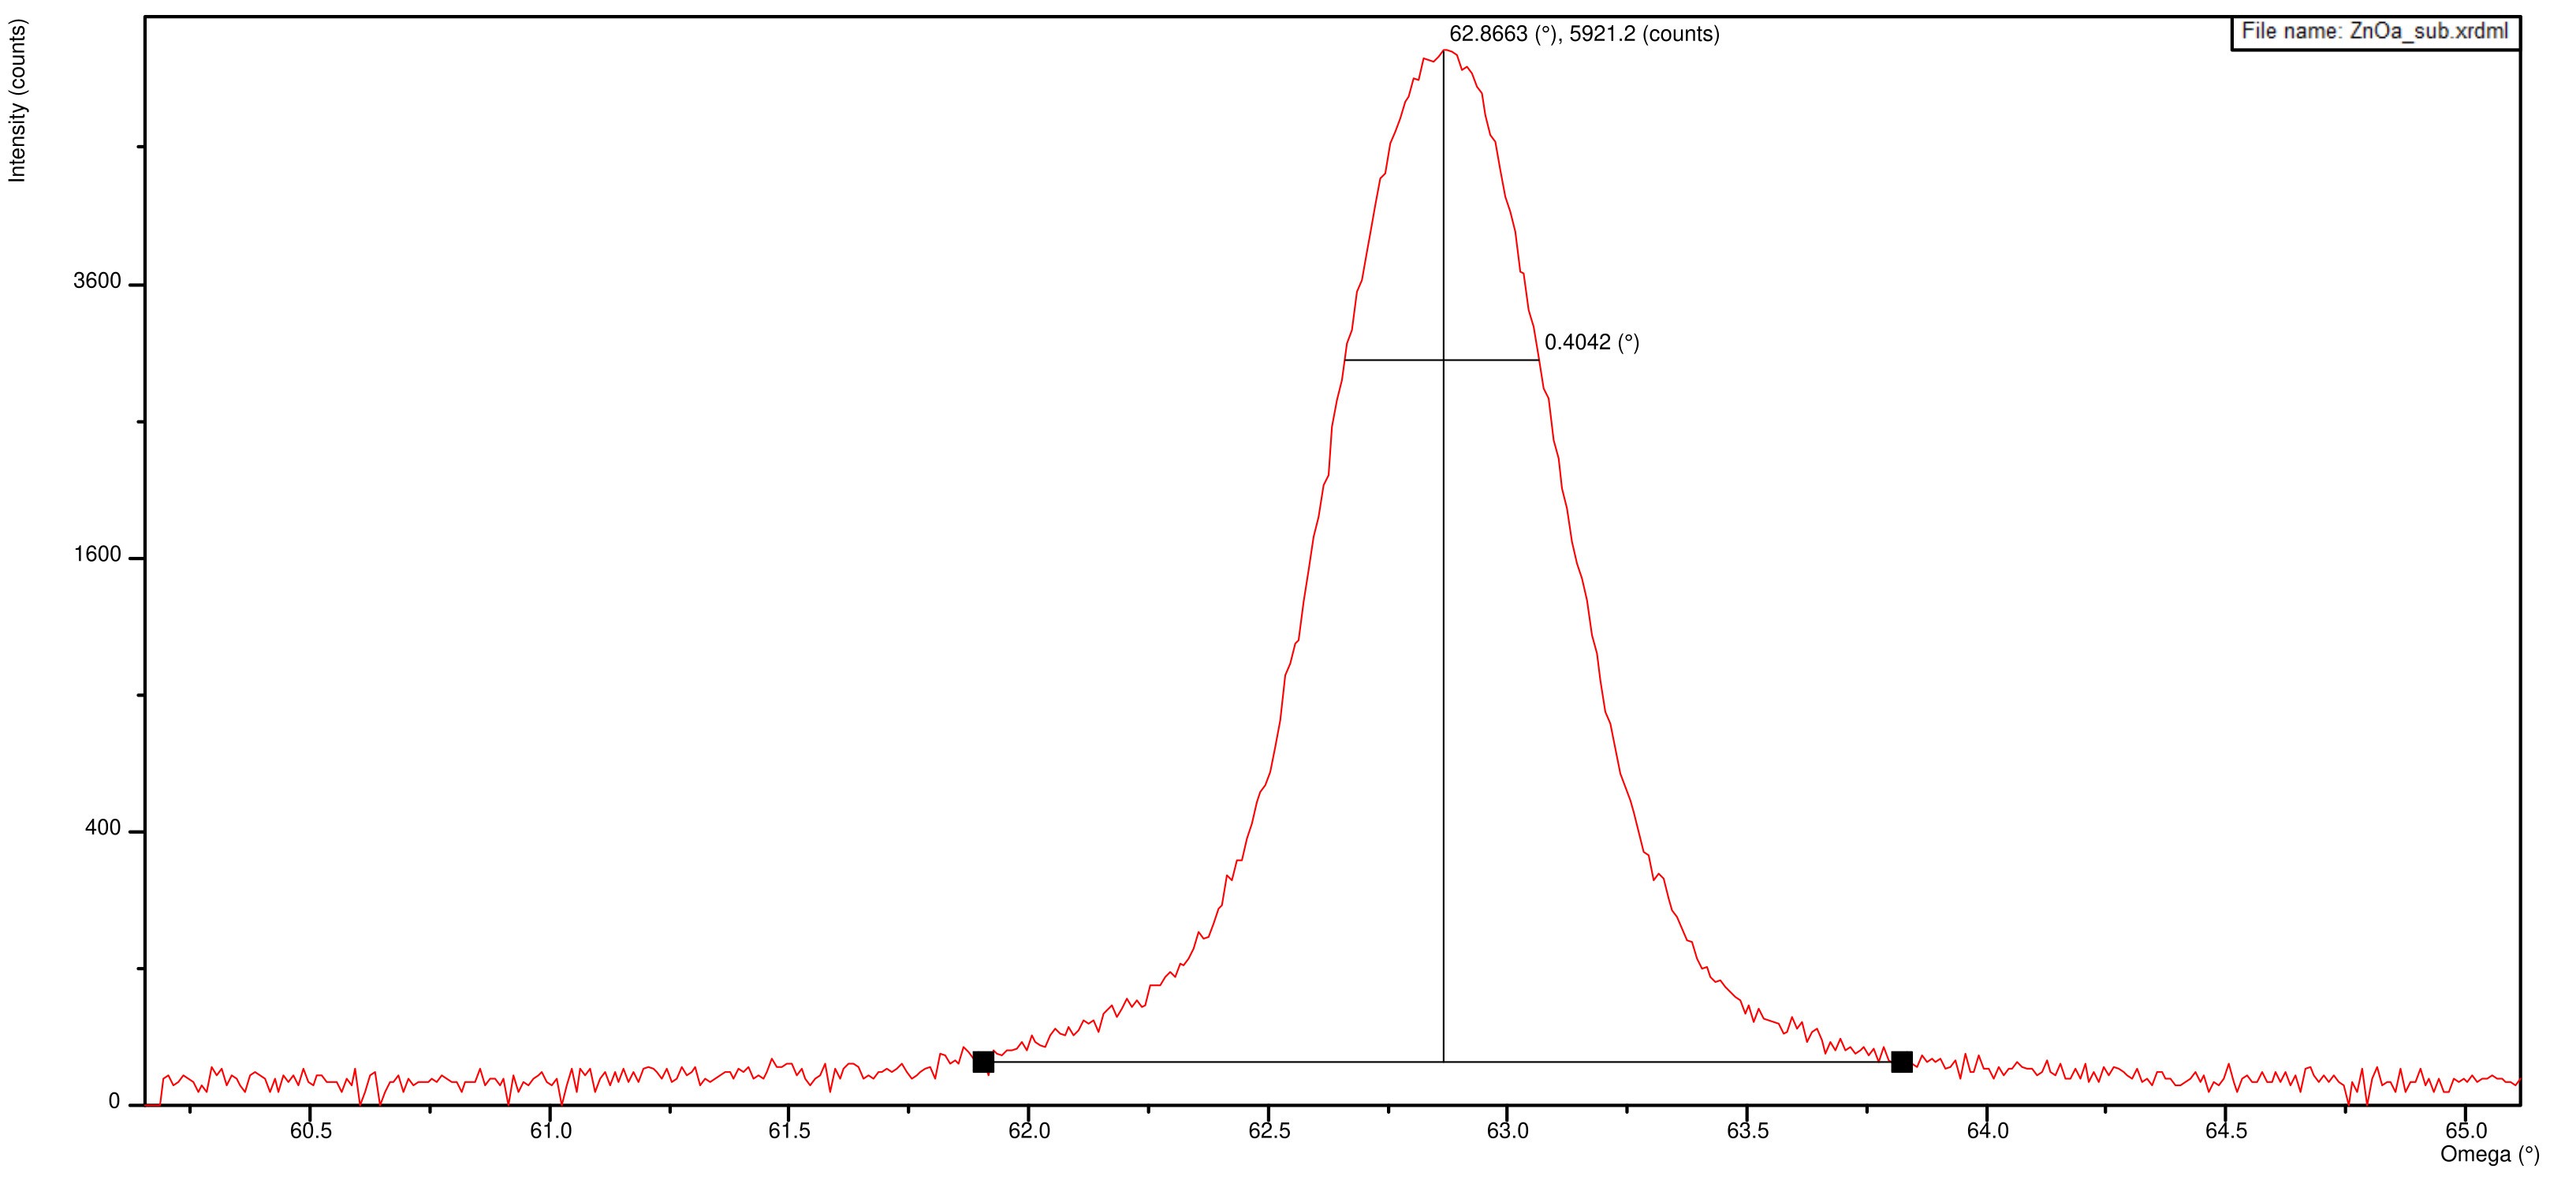 Intensity (counts)
62.8663 (°), 5921.2 (counts)
File name: ZnOa_sub.xrdml
3600
0.4042 (°)
1600
400
0
60.5 61.0 61.5 62.0 62.5 63.0 63.5 64.0 64.5 65.0
Omega (°)